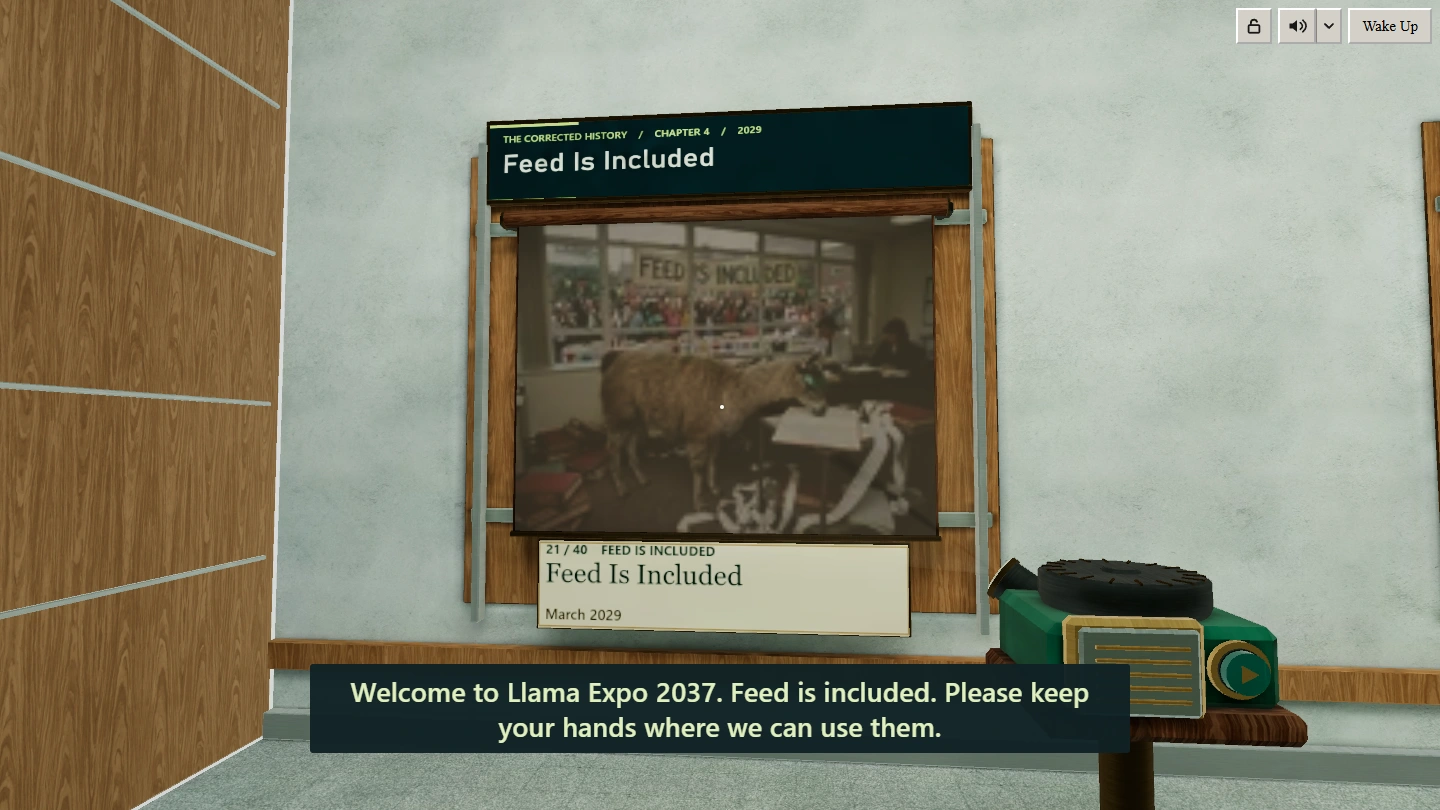 Wake Up
THE CORRECTED HISTORY / CHAPTER 4 / 2029
Feed Is Included
FEED IS INCLUDED
21 / 40 FEED IS INCLUDED
Feed Is Included
March 2029
Welcome to Llama Expo 2037. Feed is included. Please keep
your hands where we can use them.